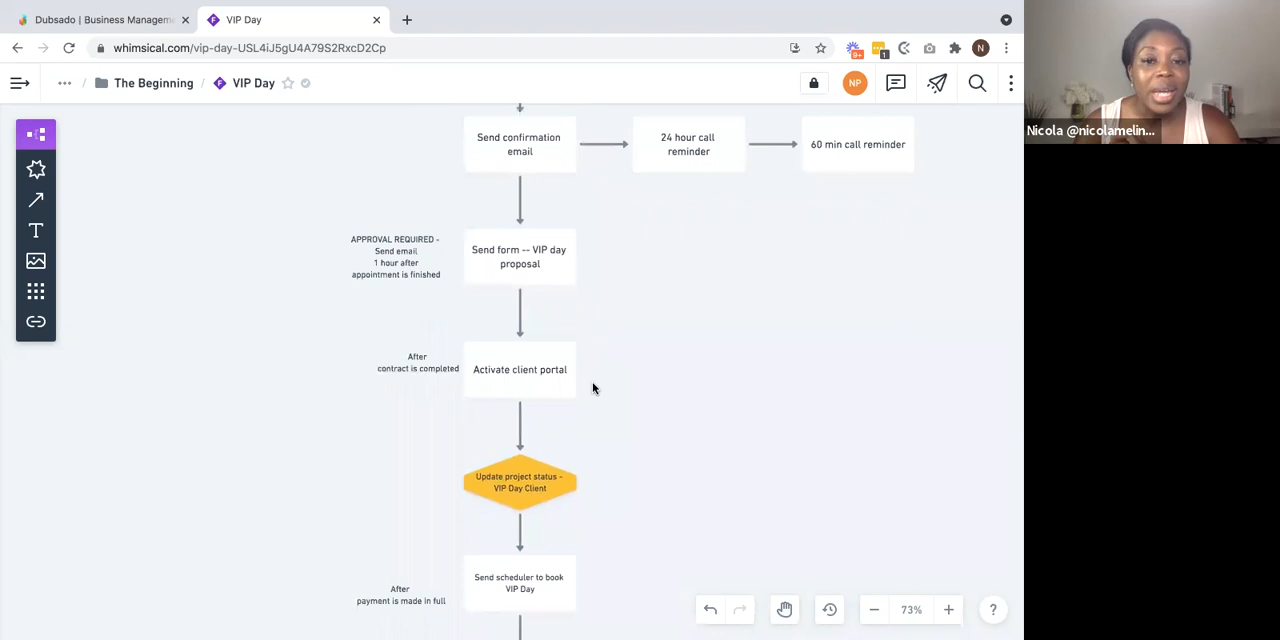 Dubsado | Business Managem
VIP Day
whimsical.com/vip-day-USL4iJ5gU4A79S2RxcD2Cp
9+
1
N
... / The Beginning / VIP Day
NP
Nicola @nicolamelin...
Send confirmation
email
24 hour call
reminder
60 min call reminder
APPROVAL REQUIRED -
Send email
1 hour after
appointment is finished
Send form -- VIP day
proposal
After
contract is completed
Activate client portal
Update project status -
VIP Day Client
After
payment is made in full
Send scheduler to book
VIP Day
73%
?